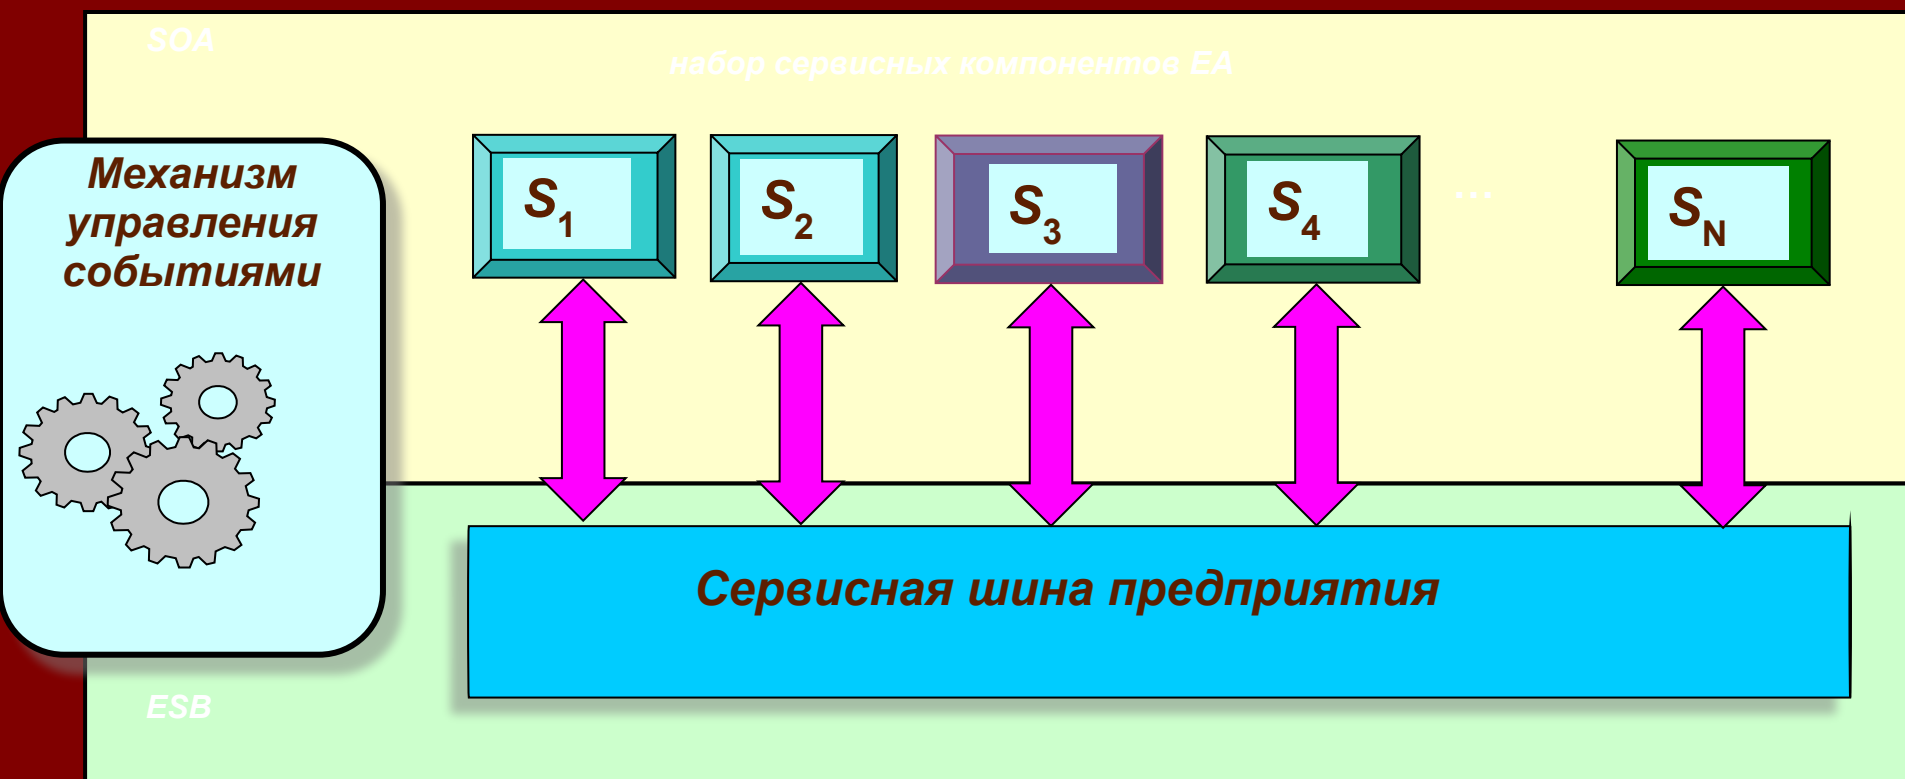 SOA
набор сервисных компонентов EA
Механизм
управления
событиями
S1
S2
S3
S4
...
SN
Сервисная шина предприятия
ESB